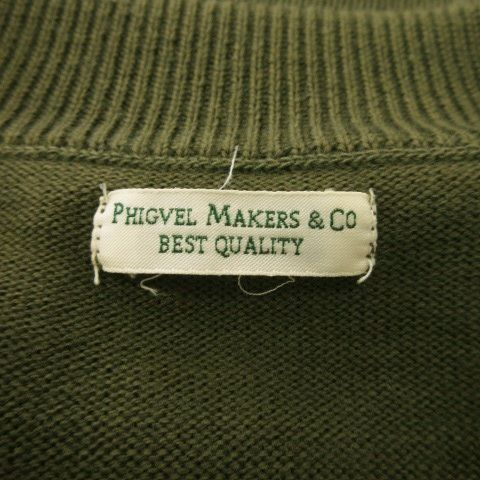 PHIGVEL MAKERS & CO
BEST QUALITY